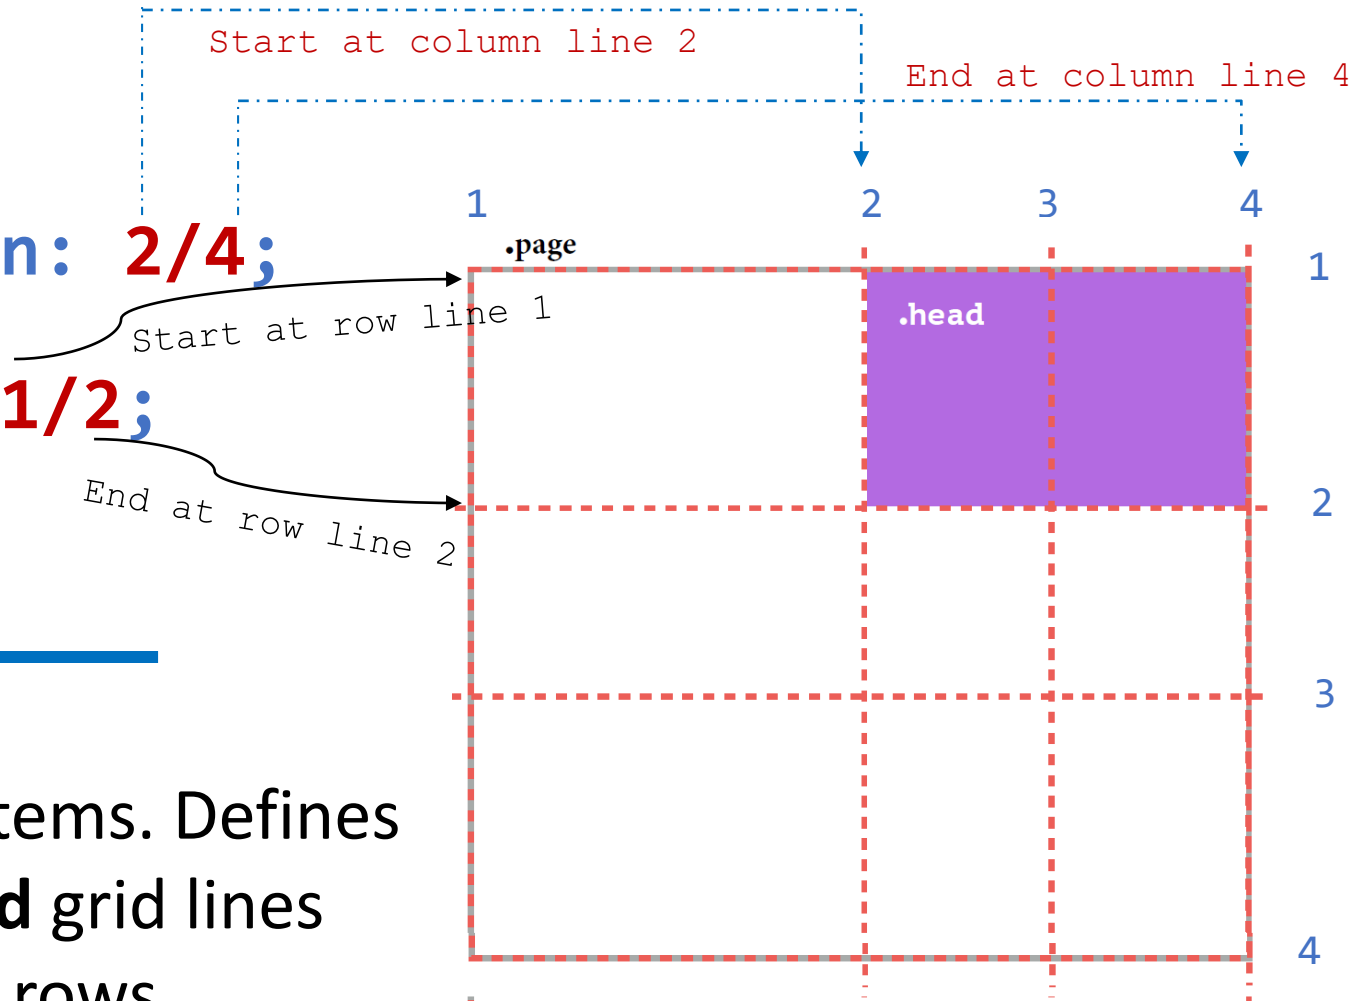 Start at column line 2
End at column line 4
1 2 3 4
n: 2/4;
.page
1
Start at row line 1
.head
1/2;
End at row line 2
2
3
tems. Defines
d grid lines
4
rows